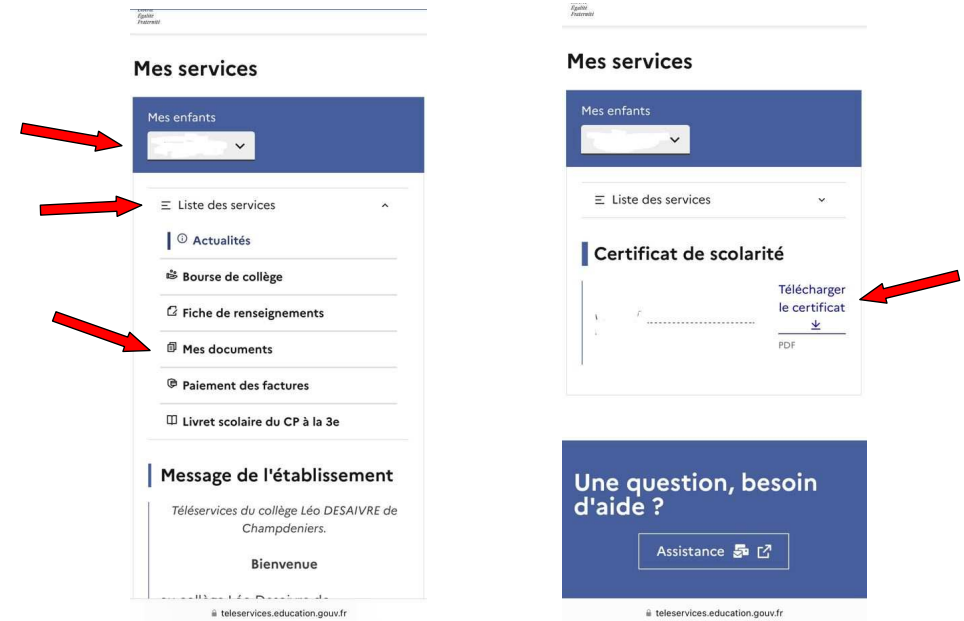 Égalité
Fraternité
Mes services
Mes enfants
Liste des services
Actualités
Bourse de collège
Fiche de renseignements
Mes documents
Paiement des factures
Livret scolaire du CP à la 3e
Message de l'établissement
Téléservices du collège Léo DESAIVRE de
Champdeniers.
Bienvenue
teleservices.education.gouv.fr
Égalité
Fraternité
Mes services
Mes enfants
Liste des services
Certificat de scolarité
Télécharger
le certificat
PDF
Une question, besoin
d'aide ?
Assistance
teleservices.education.gouv.fr